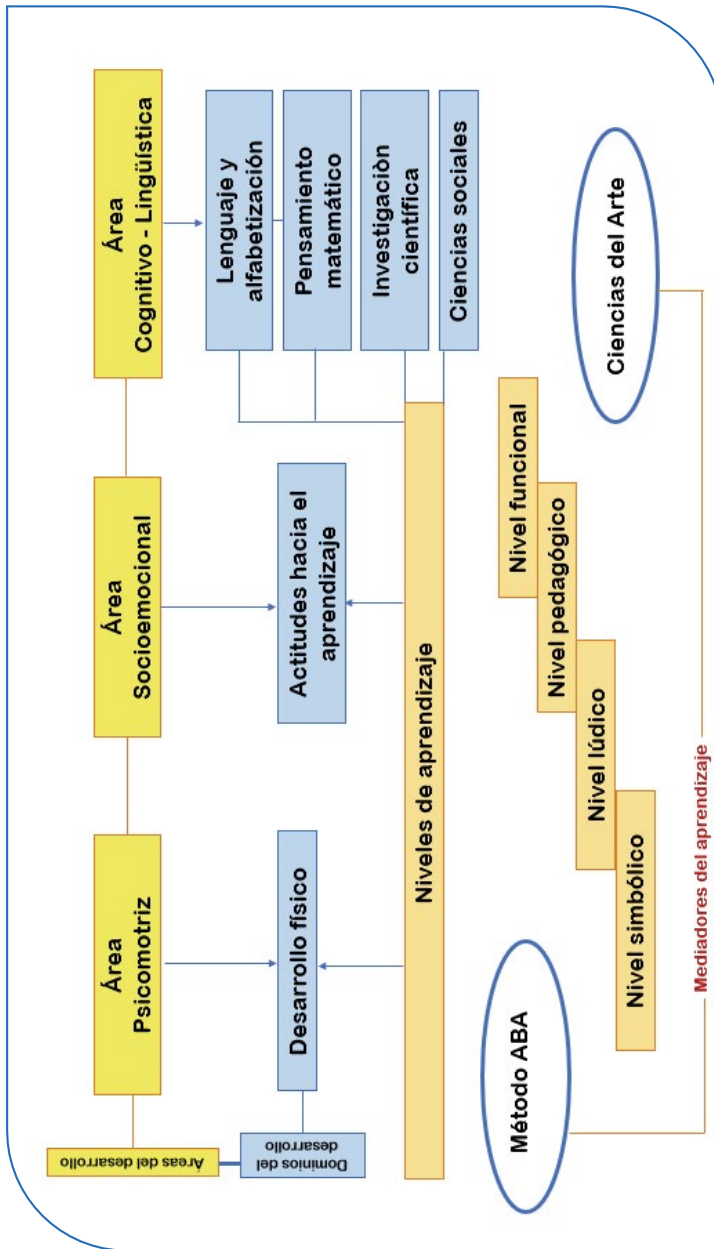 Áreas del desarrollo
Área
Psicomotriz
Área
Socioemocional
Área
Cognitivo - Lingüística
Dominios del
desarrollo
Desarrollo físico
Actitudes hacia el
aprendizaje
Lenguaje y
alfabetización
Pensamiento
matemático
Investigaciòn
científica
Ciencias sociales
Niveles de aprendizaje
Método ABA
Nivel simbólico
Nivel lúdico
Nivel pedagógico
Nivel funcional
Ciencias del Arte
Mediadores del aprendizaje